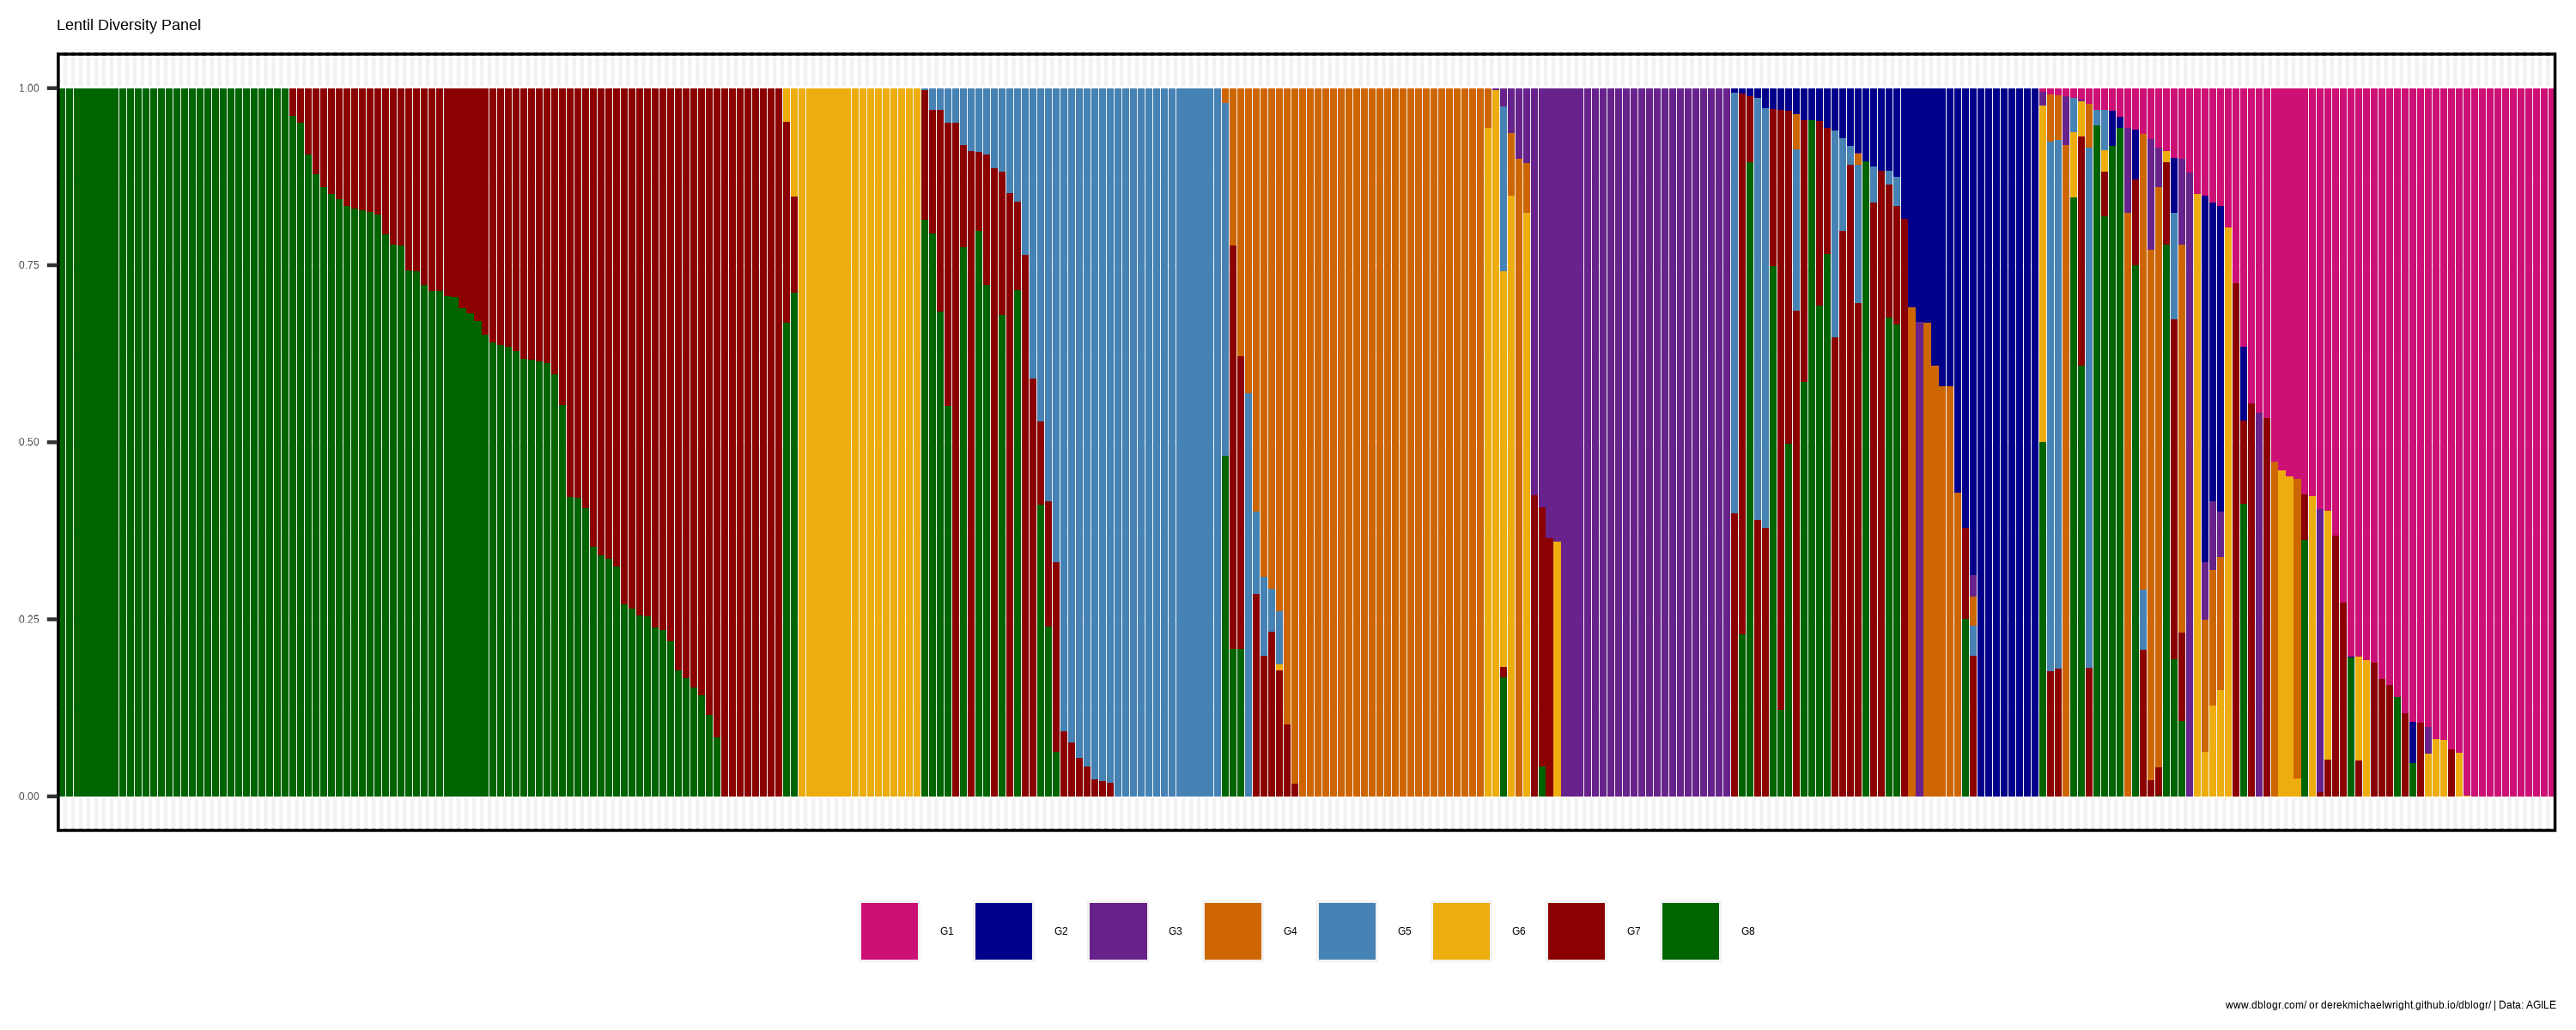 Lentil Diversity Panel
1.00
0.75
0.50
0.25
0.00
G1 G2 G3 G4 G5 G6 G7 G8
www.dblogr.com/ or derekmichaelwright.github.io/dblogr/ | Data: AGILE